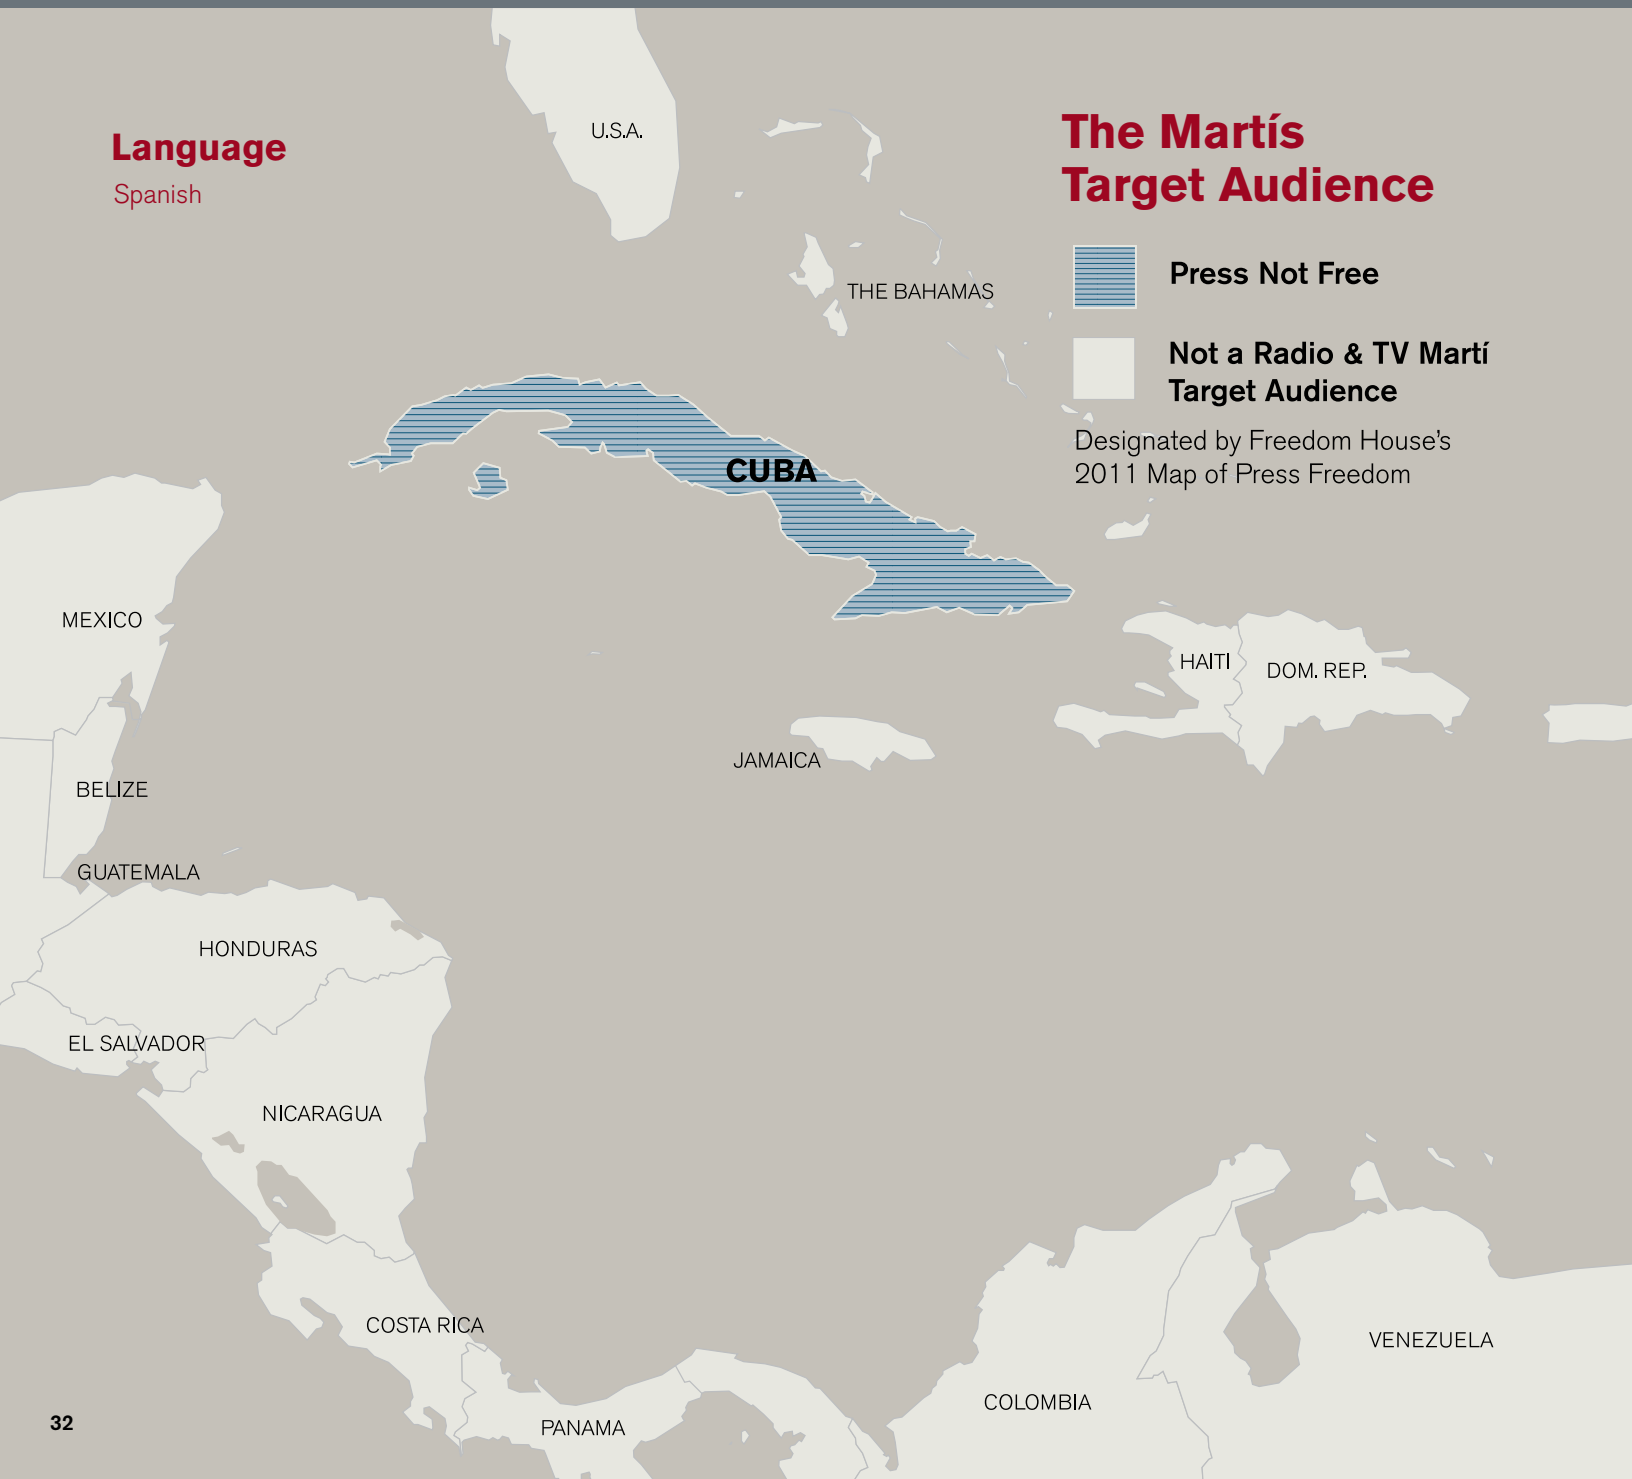 Language
Spanish
The Martís
Target Audience
Press Not Free
Not a Radio & TV Martí
Target Audience
Designated by Freedom House’s
2011 Map of Press Freedom
U.S.A.
THE BAHAMAS
CUBA
MEXICO
HAITI
DOM. REP.
JAMAICA
BELIZE
GUATEMALA
HONDURAS
EL SALVADOR
NICARAGUA
COSTA RICA
VENEZUELA
COLOMBIA
PANAMA
32